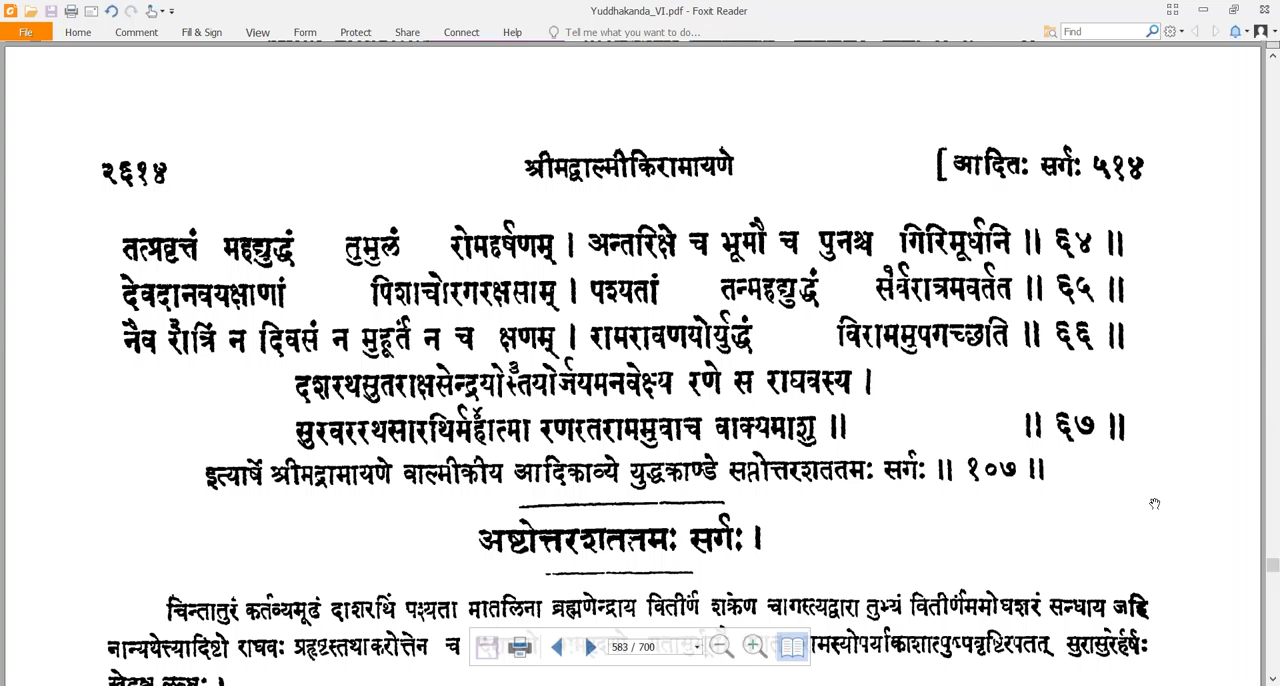 Yuddhakanda_VI.pdf - Foxit Reader
File Home Comment Fill & Sign View Form Protect Share Connect Help Tell me what you want to do... Find
२६१४ श्रीमद्वाल्मीकिरामायणे [ आदितः सर्गः ५१४
तत्प्रवृत्तं महद्युद्धं तुमुलं रोमहर्षणम् । अन्तरिक्षे च भूमौ च पुनश्च गिरिमूर्धनि ॥ ६४ ॥
देवदानवयक्षाणां पिशाचोरगरक्षसाम् । पश्यतां तन्महद्युद्धं सर्वरात्रमवर्तत ॥ ६५ ॥
नैव रात्रिं न दिवसं न मुहूर्तं न च क्षणम् । रामरावणयोर्युद्धं विराममुपगच्छति ॥ ६६ ॥
दशरथसुतराक्षसेन्द्रयोस्तयोर्जयमनवेक्ष्य रणे स राघवस्य ।
सुरवररथसारथिर्महात्मा रणरतराममुवाच वाक्यमाशु ॥ ॥ ६७ ॥
इत्यार्षे श्रीमद्रामायणे वाल्मीकीय आदिकाव्ये युद्धकाण्डे सप्तोत्तरशततमः सर्गः ॥ १०७ ॥
अष्टोत्तरशततमः सर्गः ।
चिन्तातुरं कर्तव्यमूढं दाशरथिं पश्यता मातलिना ब्रह्मणेन्द्राय वितीर्णं शक्रेण चागस्त्यद्वारा तुभ्यं वितीर्णममोघशरं सन्धाय जहि
नान्यथेत्यादिष्टो राघवः प्रहृष्टस्तथाकरोत्तेन च रामस्योपर्याकाशात्पुष्पवृष्टिरपतत् सुरासुरैर्हर्षः
583 / 700